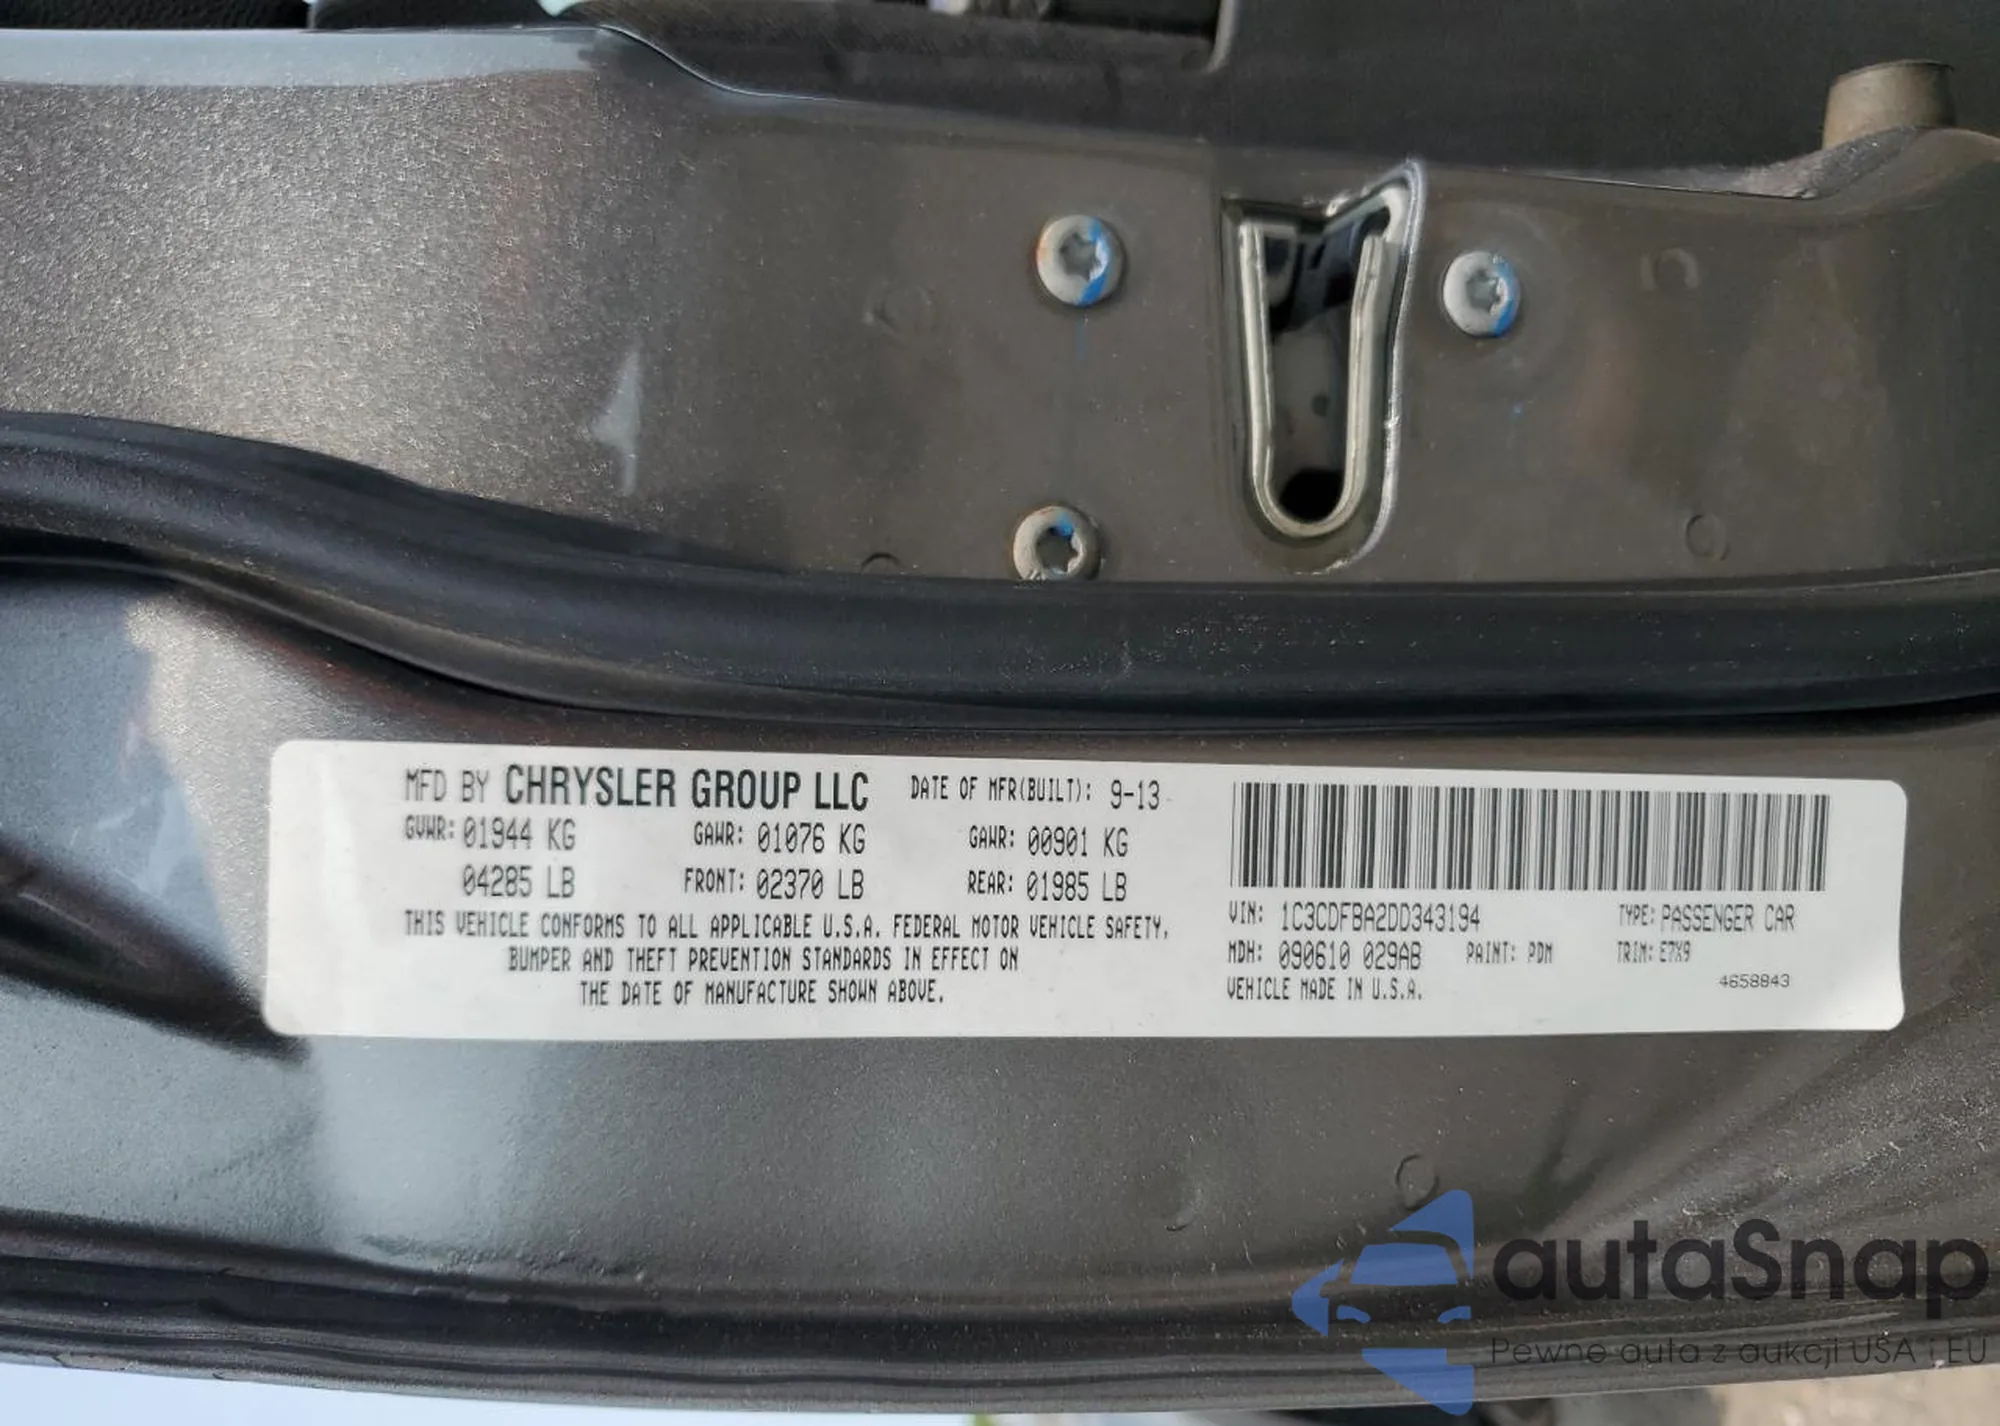 MFD BY CHRYSLER GROUP LLC DATE OF MFR(BUILT): 9-13
GVWR: 01944 KG GAWR: 01076 KG GAWR: 00901 KG
04285 LB FRONT: 02370 LB REAR: 01985 LB
THIS VEHICLE CONFORMS TO ALL APPLICABLE U.S.A. FEDERAL MOTOR VEHICLE SAFETY,
BUMPER AND THEFT PREVENTION STANDARDS IN EFFECT ON
THE DATE OF MANUFACTURE SHOWN ABOVE.
VIN: 1C3CDFBA2DD343194 TYPE: PASSENGER CAR
MDH: 090610 029AB PAINT: PDM TRIM: E7X9
VEHICLE MADE IN U.S.A. 4658843
autaSnap
Pewne auta z aukcji USA i EU